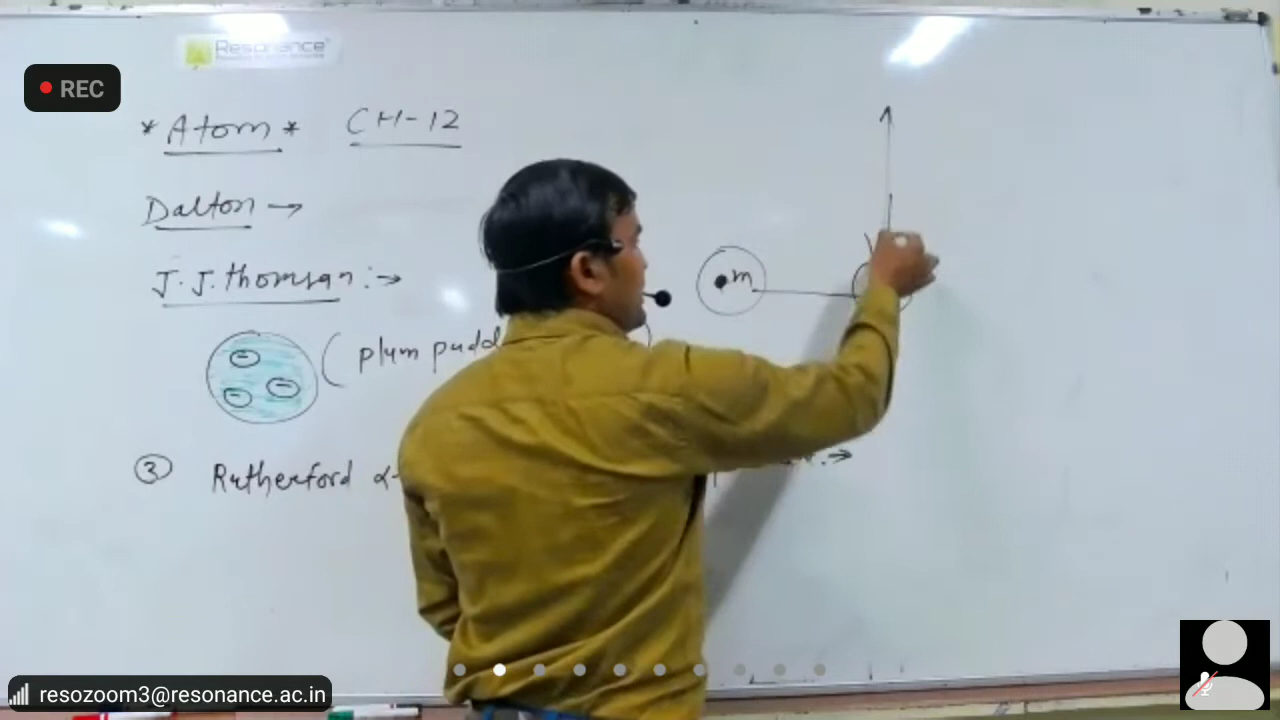 Resonance
REC
* Atom * CH-12
Dalton →
J.J. thomson :→
m
( plum pudd
③ Rutherford α-
resozoom3@resonance.ac.in